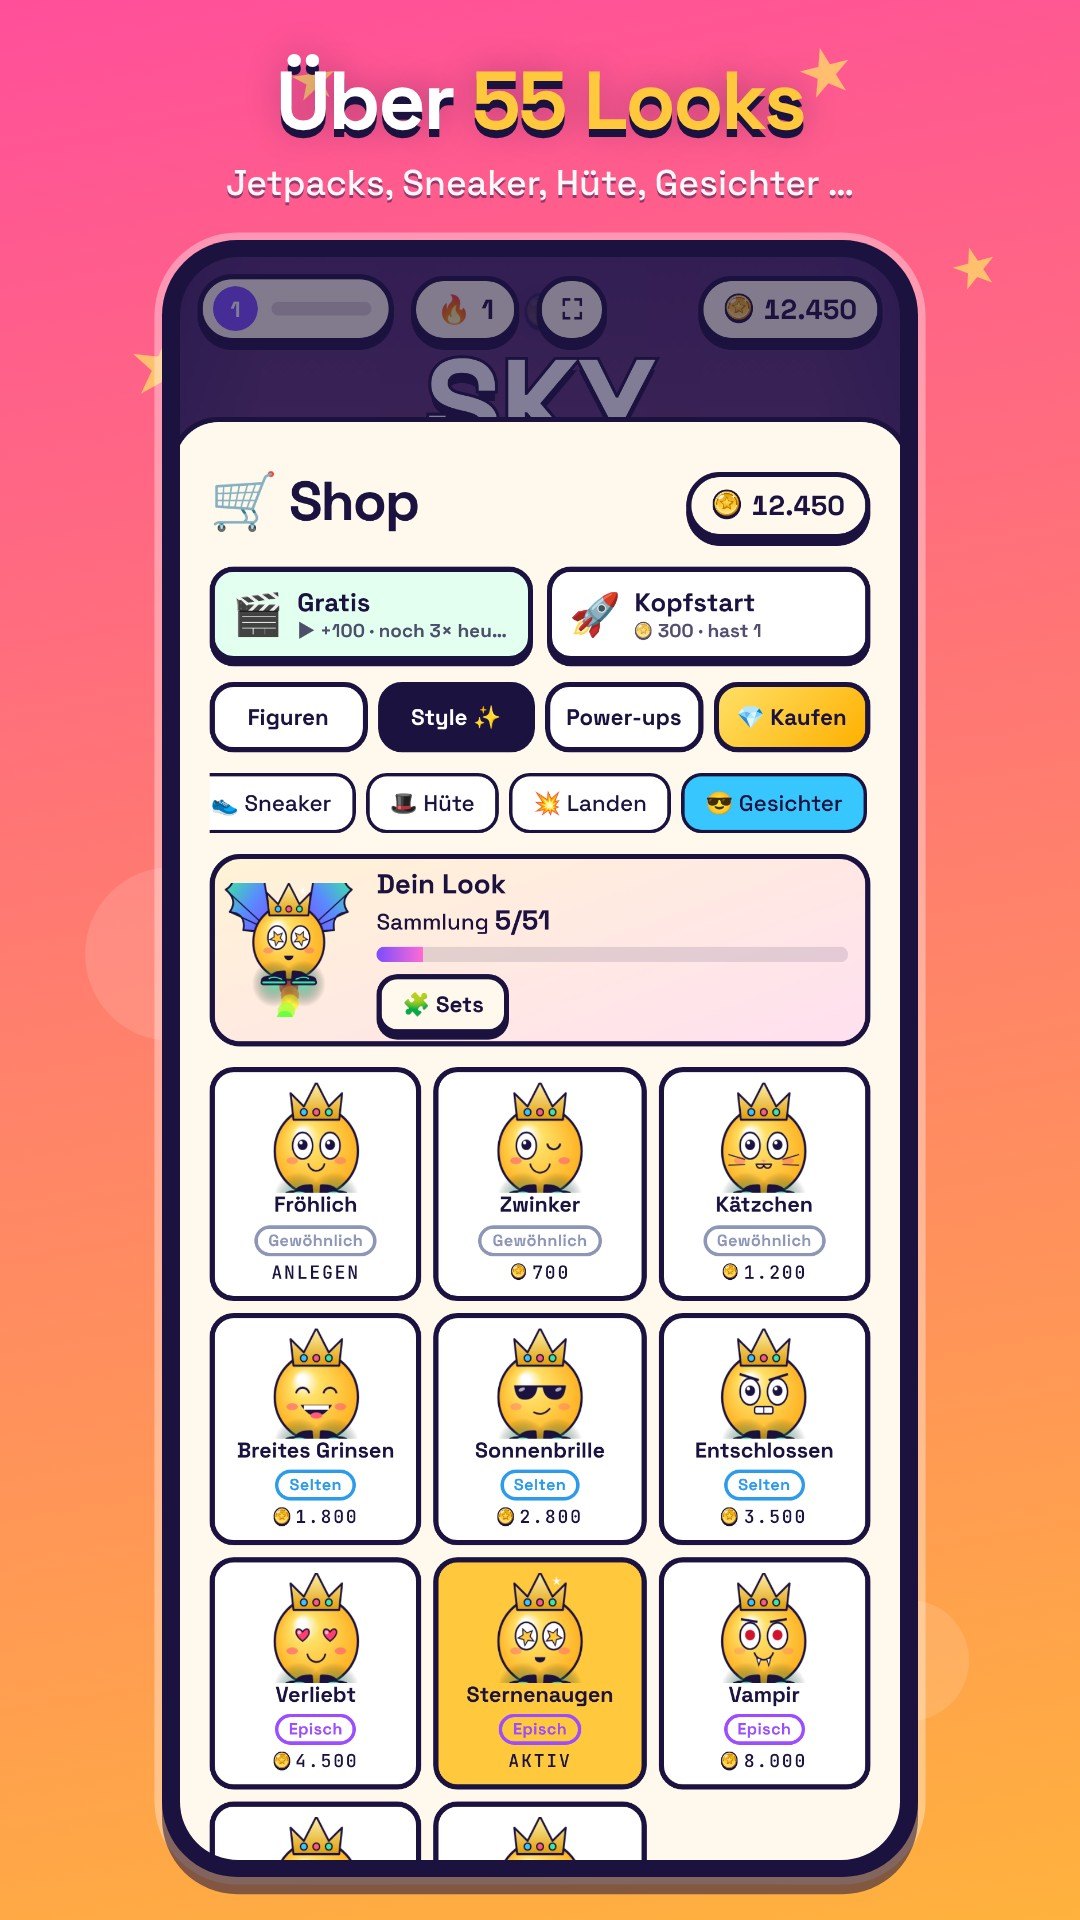 Über 55 Looks
Jetpacks, Sneaker, Hüte, Gesichter ...
1
1
12.450
SKY
Shop
12.450
Gratis
▶ +100 · noch 3× heu...
Kopfstart
300 · hast 1
Figuren
Style
Power-ups
Kaufen
Sneaker
Hüte
Landen
Gesichter
Dein Look
Sammlung 5/51
Sets
Fröhlich
Gewöhnlich
ANLEGEN
Zwinker
Gewöhnlich
700
Kätzchen
Gewöhnlich
1.200
Breites Grinsen
Selten
1.800
Sonnenbrille
Selten
2.800
Entschlossen
Selten
3.500
Verliebt
Episch
4.500
Sternenaugen
Episch
AKTIV
Vampir
Episch
8.000